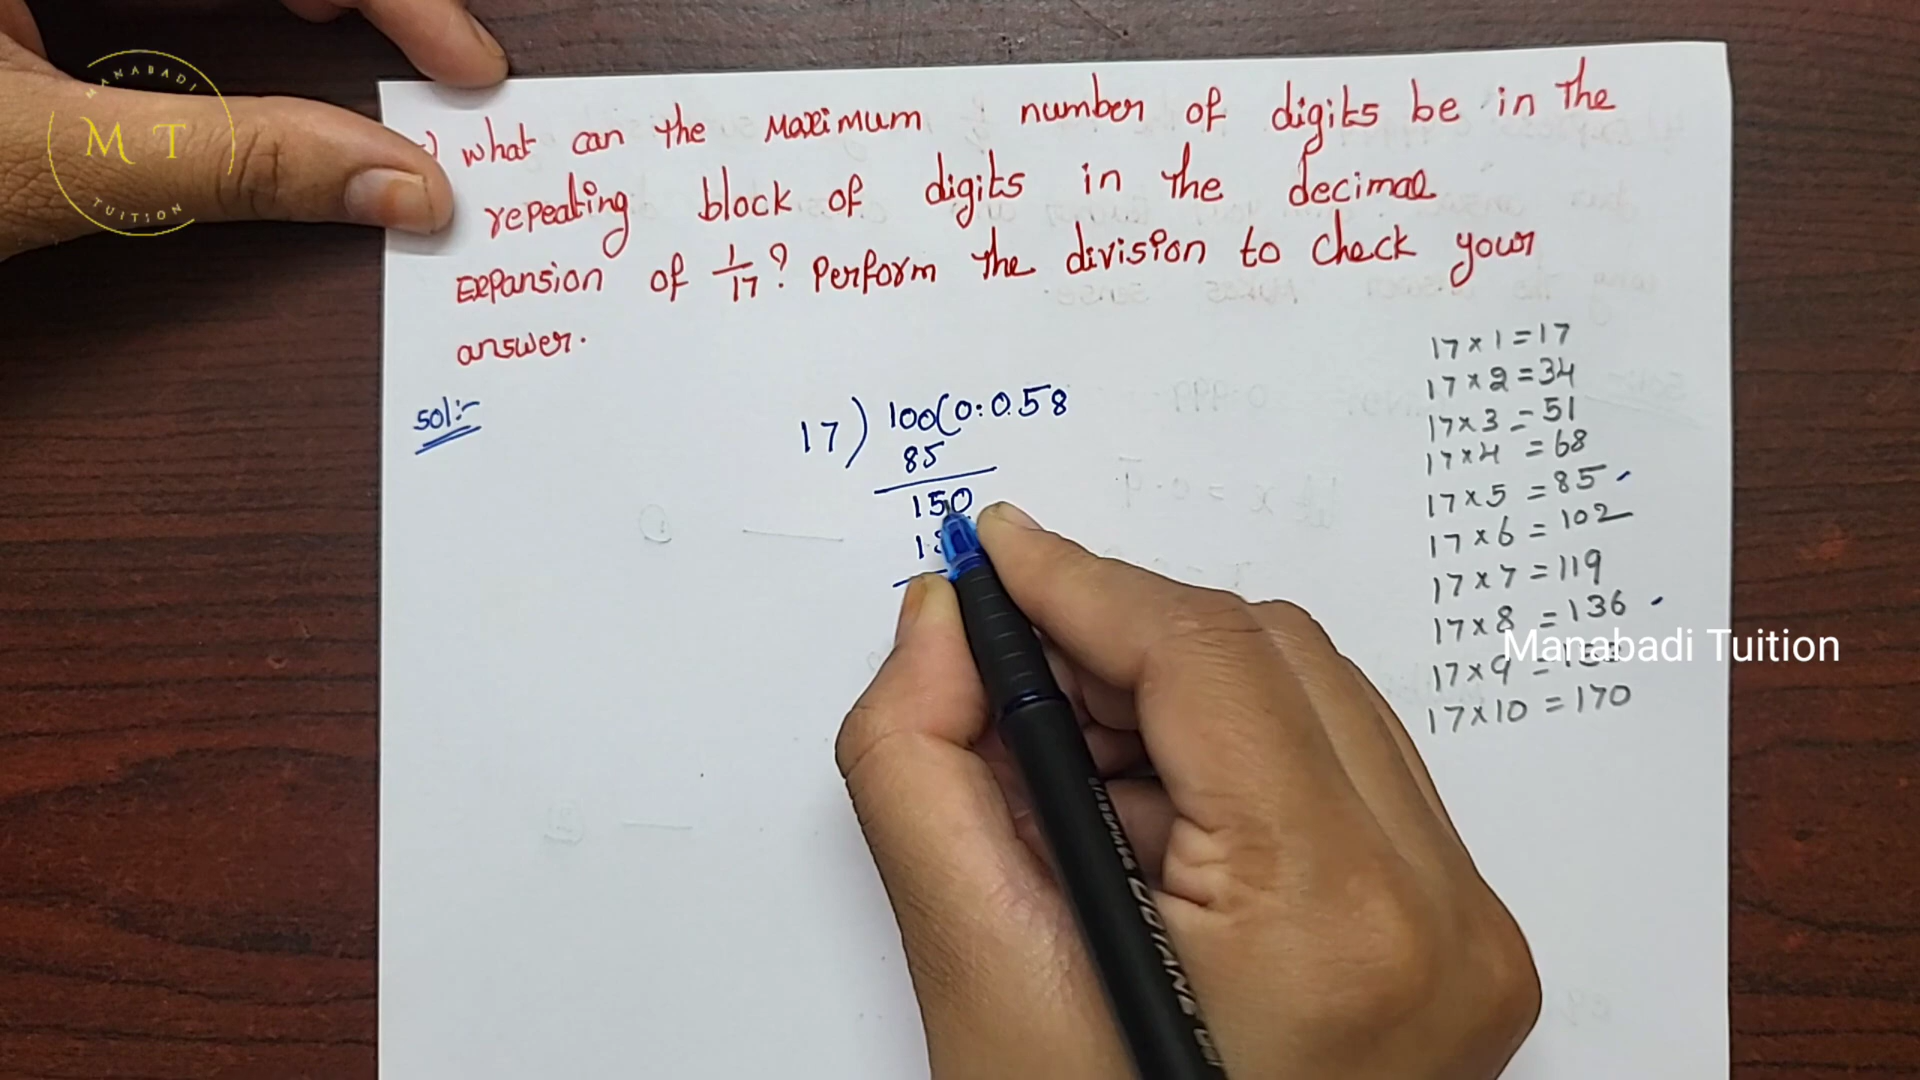 MANABADI
M T
TUITION
) what can the Maximum number of digits be in the
repeating block of digits in the decimal
Expansion of 1/17? Perform the division to check your
answer.
Sol:-
17 ) 100(0.058
85
150
1
17 x 1 = 17
17 x 2 = 34
17 x 3 = 51
17 x 4 = 68
17 x 5 = 85
17 x 6 = 102
17 x 7 = 119
17 x 8 = 136
17 x 9 =
17 x 10 = 170
Manabadi Tuition